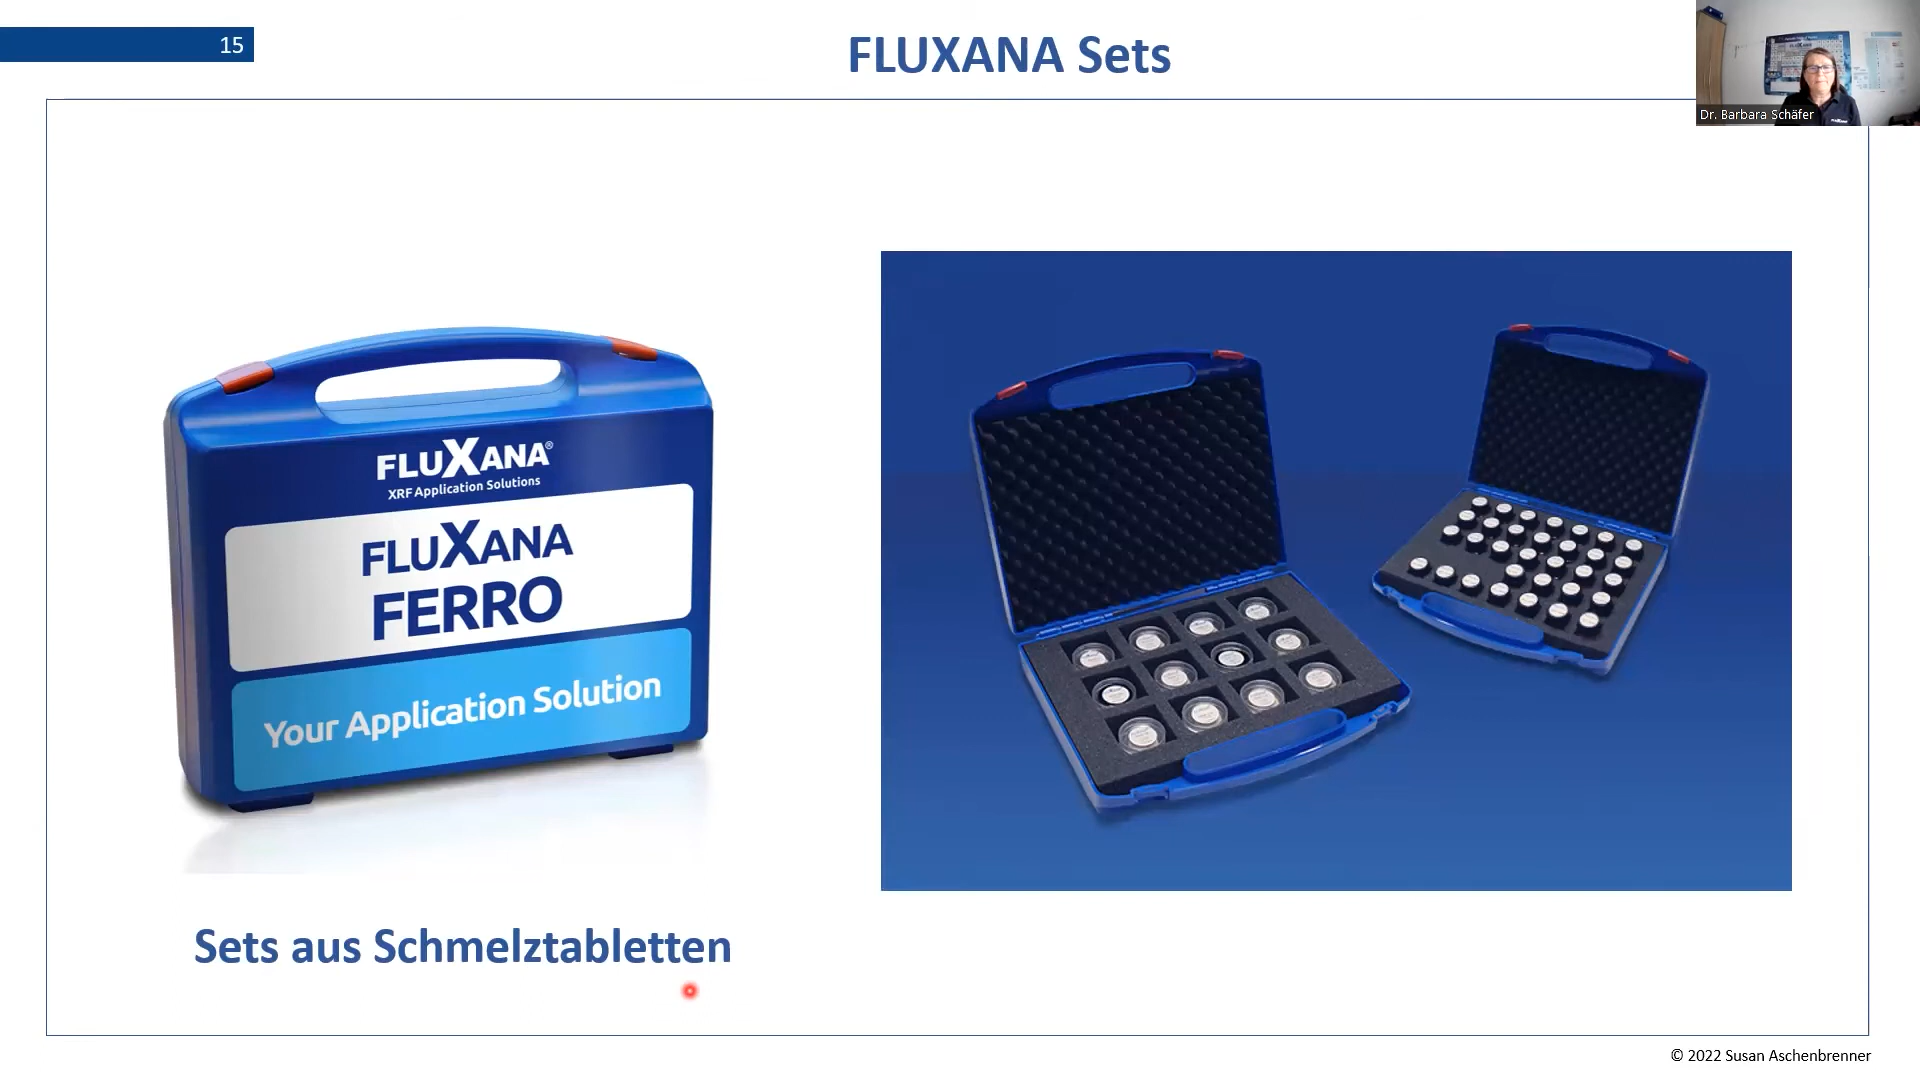 15
FLUXANA Sets
Dr. Barbara Schäfer
FLUXANA®
XRF Application Solutions
FLUXANA
FERRO
Your Application Solution
Sets aus Schmelztabletten
© 2022 Susan Aschenbrenner